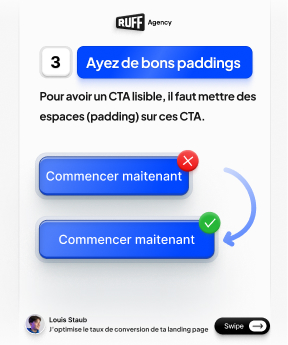 RUFF Agency
3 Ayez de bons paddings
Pour avoir un CTA lisible, il faut mettre des
espaces (padding) sur ces CTA.
Commencer maitenant
Commencer maitenant
Louis Staub
J'optimise le taux de conversion de ta landing page
Swipe